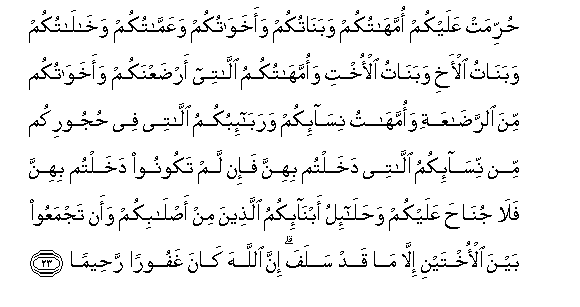 حُرِّمَتْ عَلَيْكُمْ أُمَّهَـٰتُكُمْ وَبَنَاتُكُمْ وَأَخَوَٰتُكُمْ وَعَمَّـٰتُكُمْ وَخَـٰلَـٰتُكُمْ
وَبَنَاتُ ٱلْأَخِ وَبَنَاتُ ٱلْأُخْتِ وَأُمَّهَـٰتُكُمُ ٱلَّـٰتِىٓ أَرْضَعْنَكُمْ وَأَخَوَٰتُكُم
مِّنَ ٱلرَّضَـٰعَةِ وَأُمَّهَـٰتُ نِسَآئِكُمْ وَرَبَـٰٓئِبُكُمُ ٱلَّـٰتِى فِى حُجُورِكُم
مِّن نِّسَآئِكُمُ ٱلَّـٰتِى دَخَلْتُم بِهِنَّ فَإِن لَّمْ تَكُونُوا۟ دَخَلْتُم بِهِنَّ
فَلَا جُنَاحَ عَلَيْكُمْ وَحَلَـٰٓئِلُ أَبْنَآئِكُمُ ٱلَّذِينَ مِنْ أَصْلَـٰبِكُمْ وَأَن تَجْمَعُوا۟
بَيْنَ ٱلْأُخْتَيْنِ إِلَّا مَا قَدْ سَلَفَ ۗ إِنَّ ٱللَّهَ كَانَ غَفُورًا رَّحِيمًا ٢٣